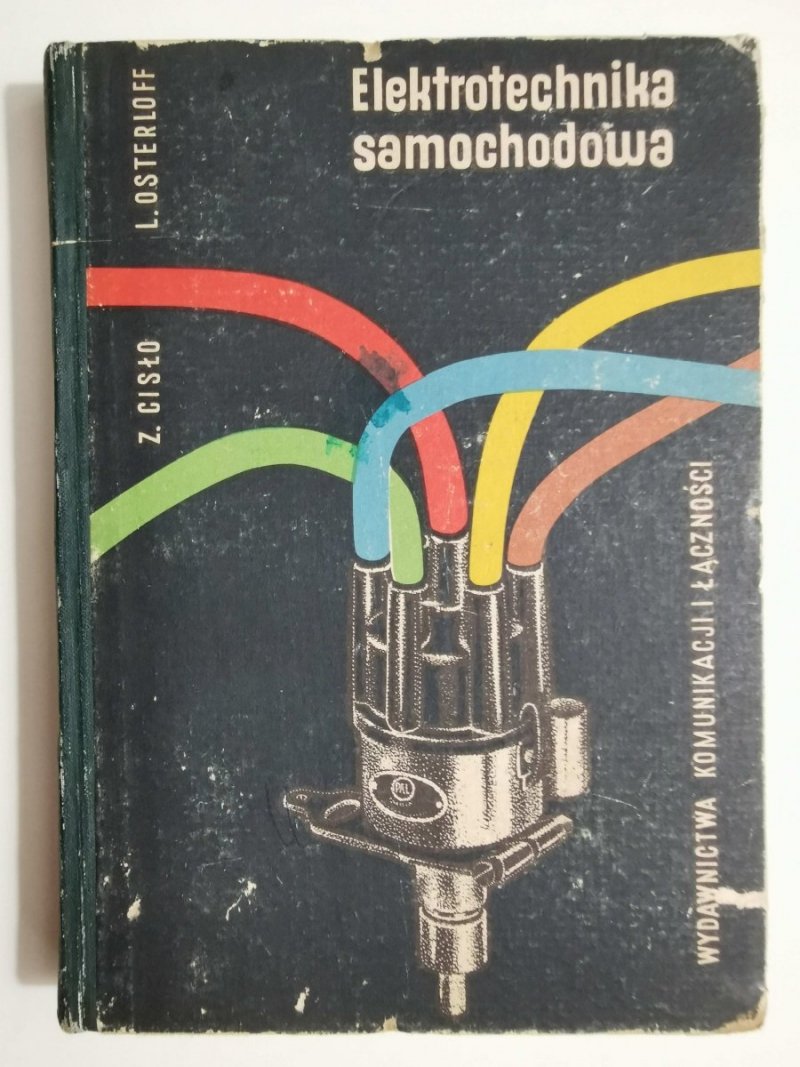 Elektrotechnika
samochodowa
Z. CISŁO L. OSTERLOFF
WYDAWNICTWA KOMUNIKACJI I ŁĄCZNOŚCI